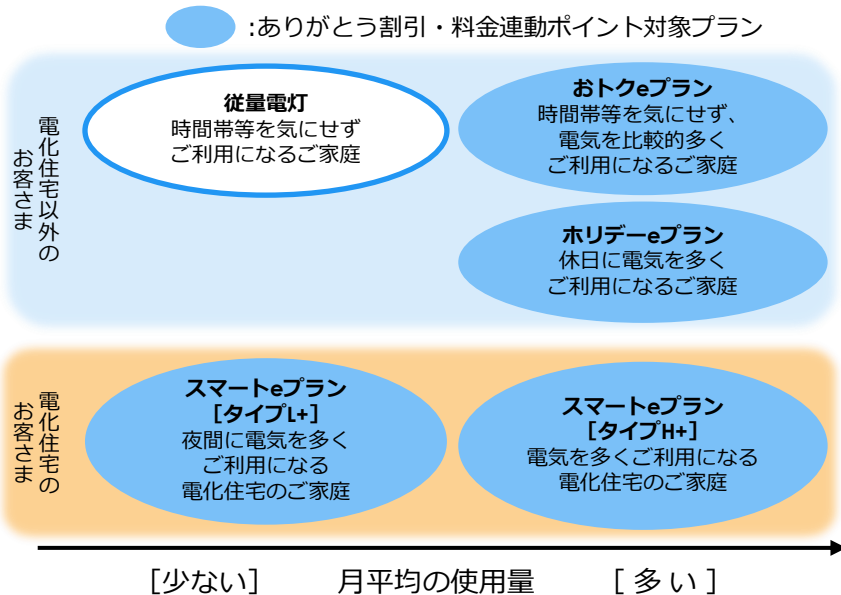 :ありがとう割引・料金連動ポイント対象プラン
電化住宅以外の
お客さま
従量電灯
時間帯等を気にせず
ご利用になるご家庭
おトクeプラン
時間帯等を気にせず、
電気を比較的多く
ご利用になるご家庭
ホリデーeプラン
休日に電気を多く
ご利用になるご家庭
電化住宅の
お客さま
スマートeプラン
[タイプL+]
夜間に電気を多く
ご利用になる
電化住宅のご家庭
スマートeプラン
[タイプH+]
電気を多くご利用になる
電化住宅のご家庭
[少ない] 月平均の使用量 [多い]